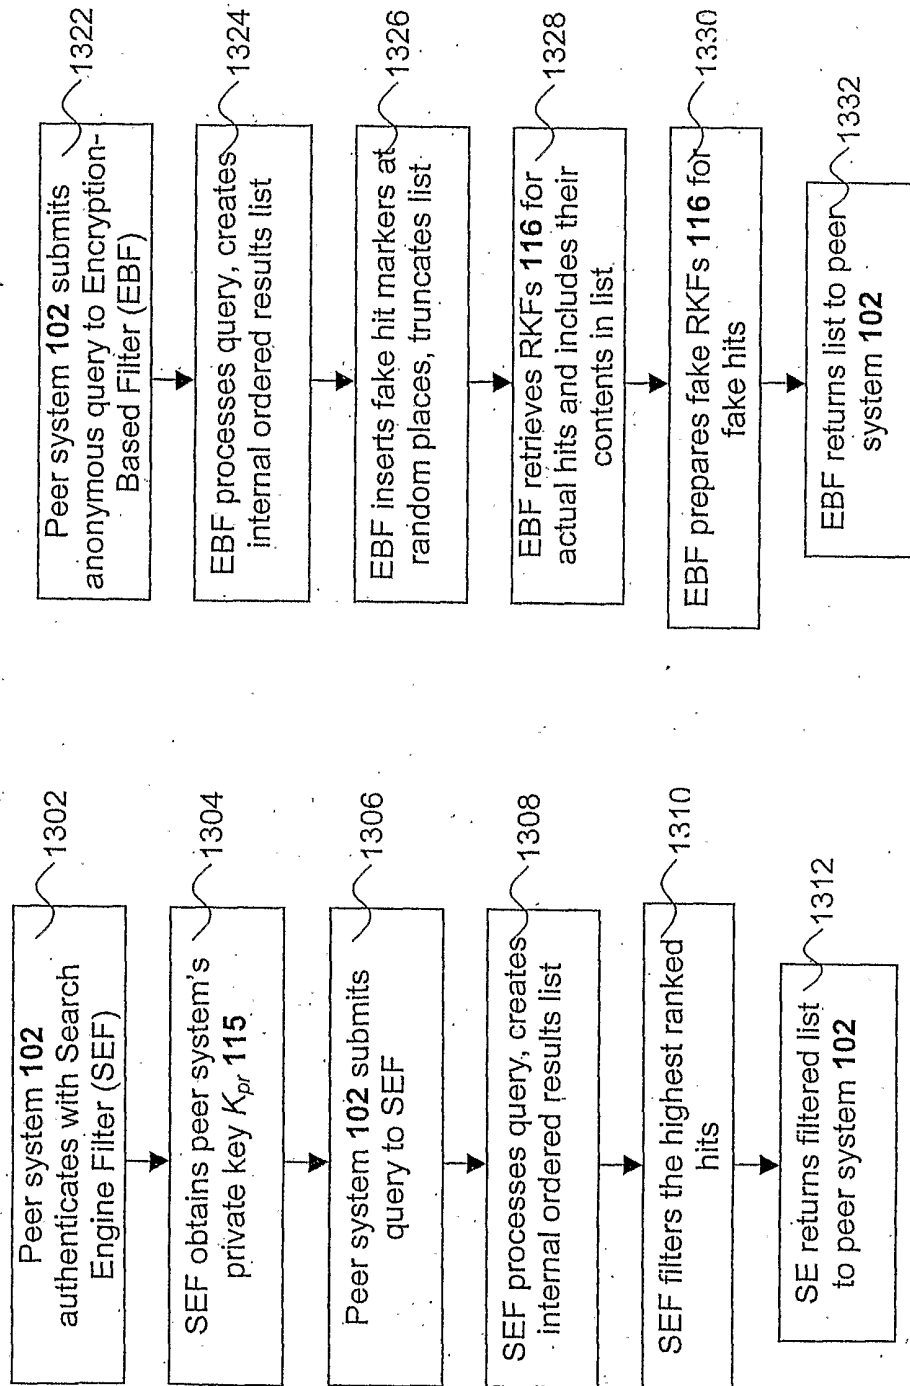 Peer system 102
authenticates with Search
Engine Filter (SEF)
1302
SEF obtains peer system's
private key Kpr 115
1304
Peer system 102 submits
query to SEF
1306
SEF processes query, creates
internal ordered results list
1308
SEF filters the highest ranked
hits
1310
SE returns filtered list
to peer system 102
1312
Peer system 102 submits
anonymous query to Encryption-
Based Filter (EBF)
1322
EBF processes query, creates
internal ordered results list
1324
EBF inserts fake hit markers at
random places, truncates list
1326
EBF retrieves RKFs 116 for
actual hits and includes their
contents in list
1328
EBF prepares fake RKFs 116 for
fake hits
1330
EBF returns list to peer
system 102
1332